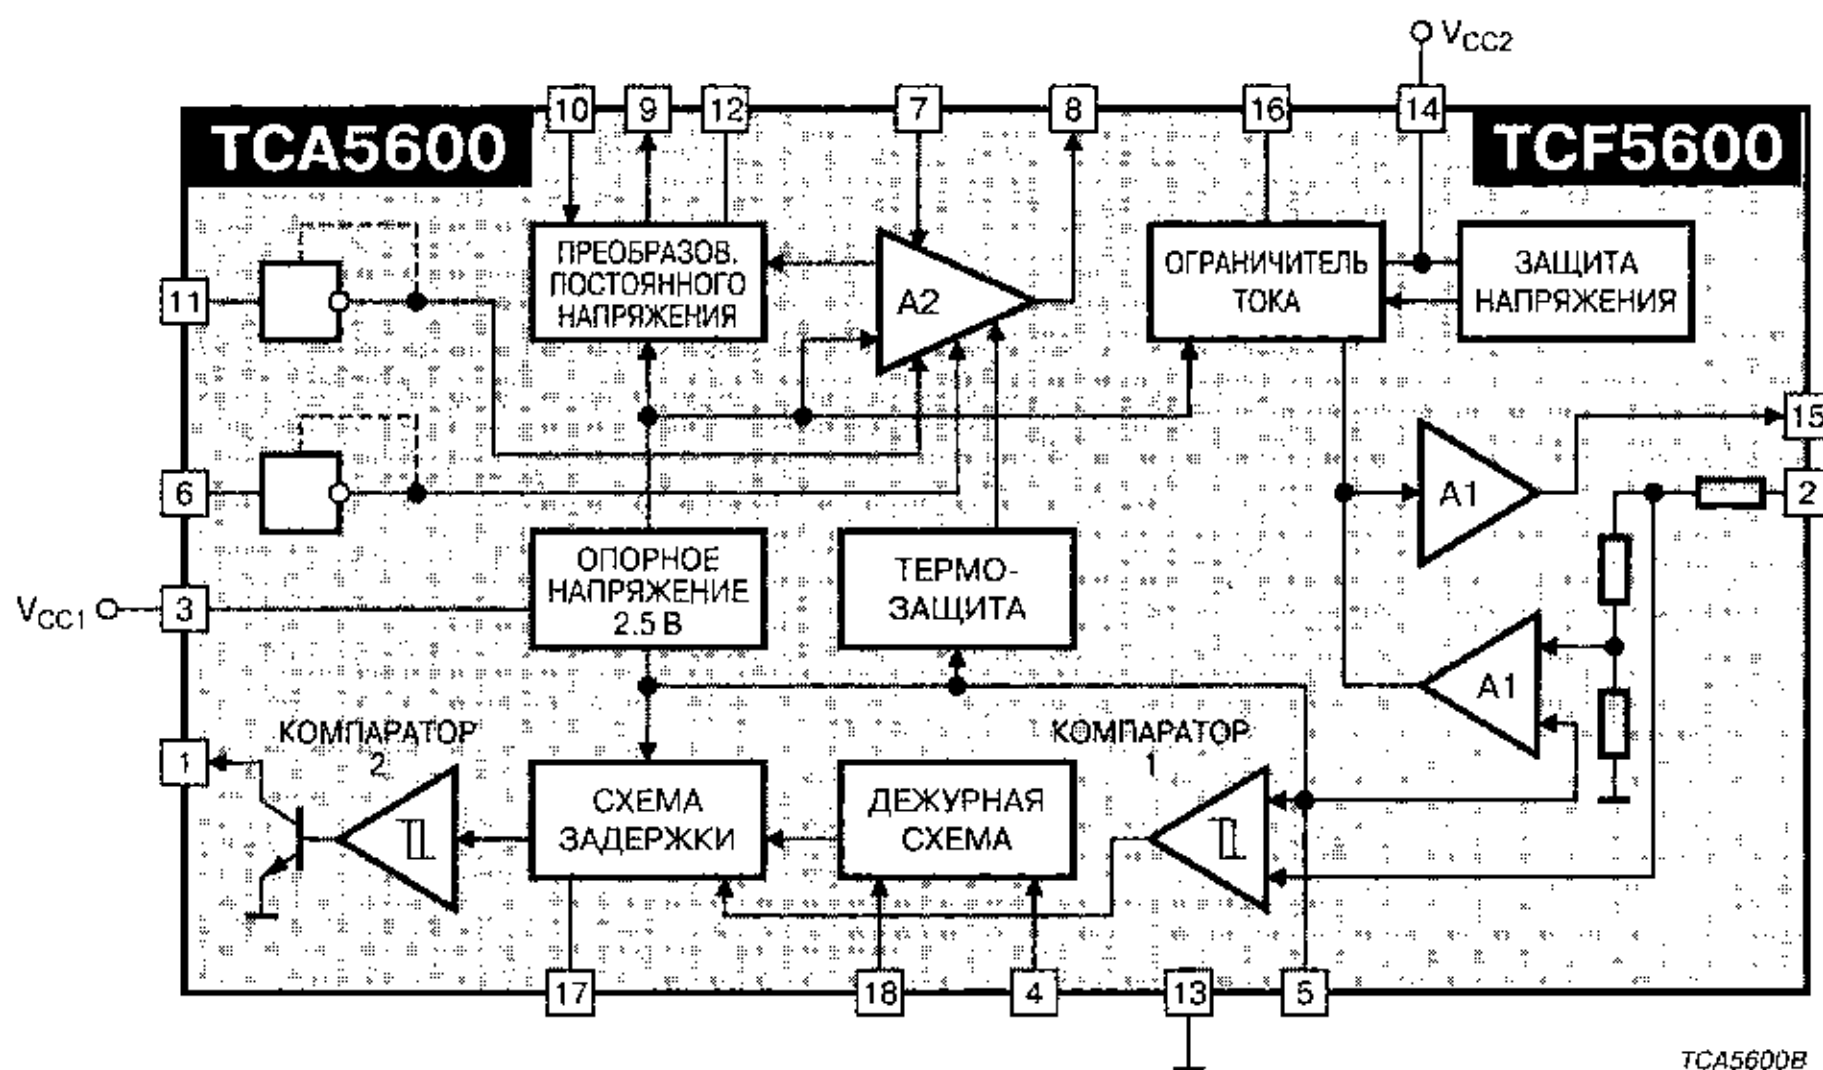 V_CC2
10 9 12 7 8 16 14
TCA5600
TCF5600
ПРЕОБРАЗОВ.
ПОСТОЯННОГО
НАПРЯЖЕНИЯ
A2
ОГРАНИЧИТЕЛЬ
ТОКА
ЗАЩИТА
НАПРЯЖЕНИЯ
11
15
A1
6
2
ОПОРНОЕ
НАПРЯЖЕНИЕ
2.5 В
ТЕРМО-
ЗАЩИТА
V_CC1
3
A1
КОМПАРАТОР
2
КОМПАРАТОР
1
1
СХЕМА
ЗАДЕРЖКИ
ДЕЖУРНАЯ
СХЕМА
17 18 4 13 5
TCA5600B